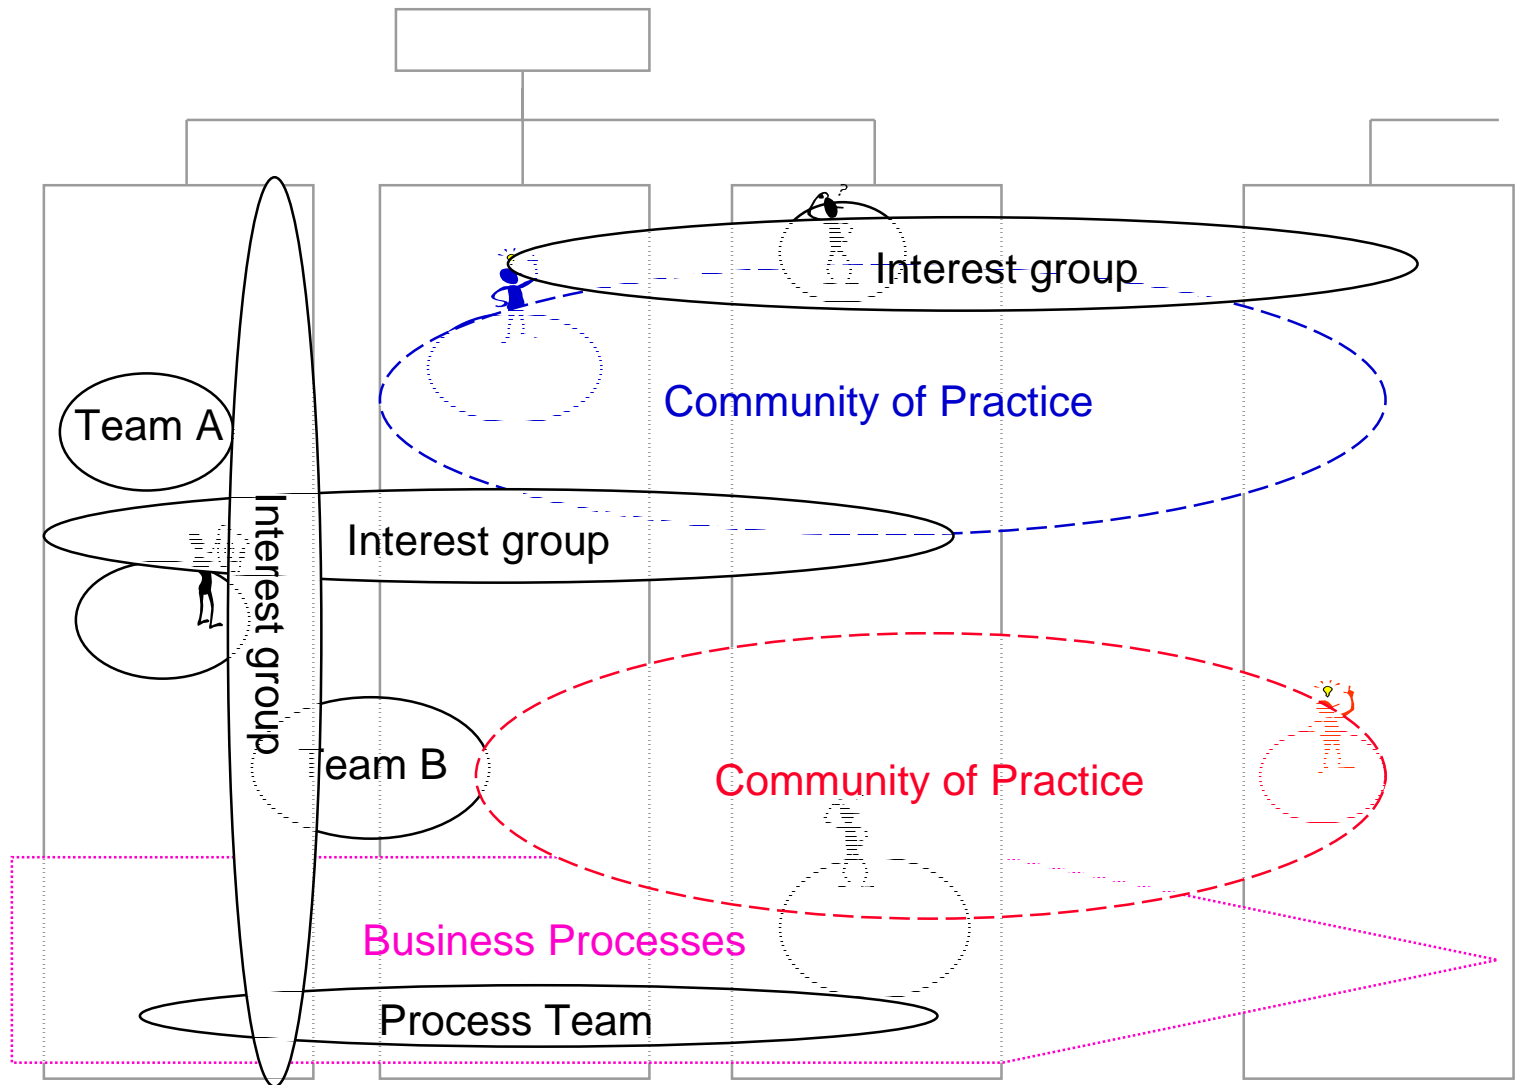 ?
Interest group
Community of Practice
Team A
Interest group
Interest group
Team B
Community of Practice
Business Processes
Process Team